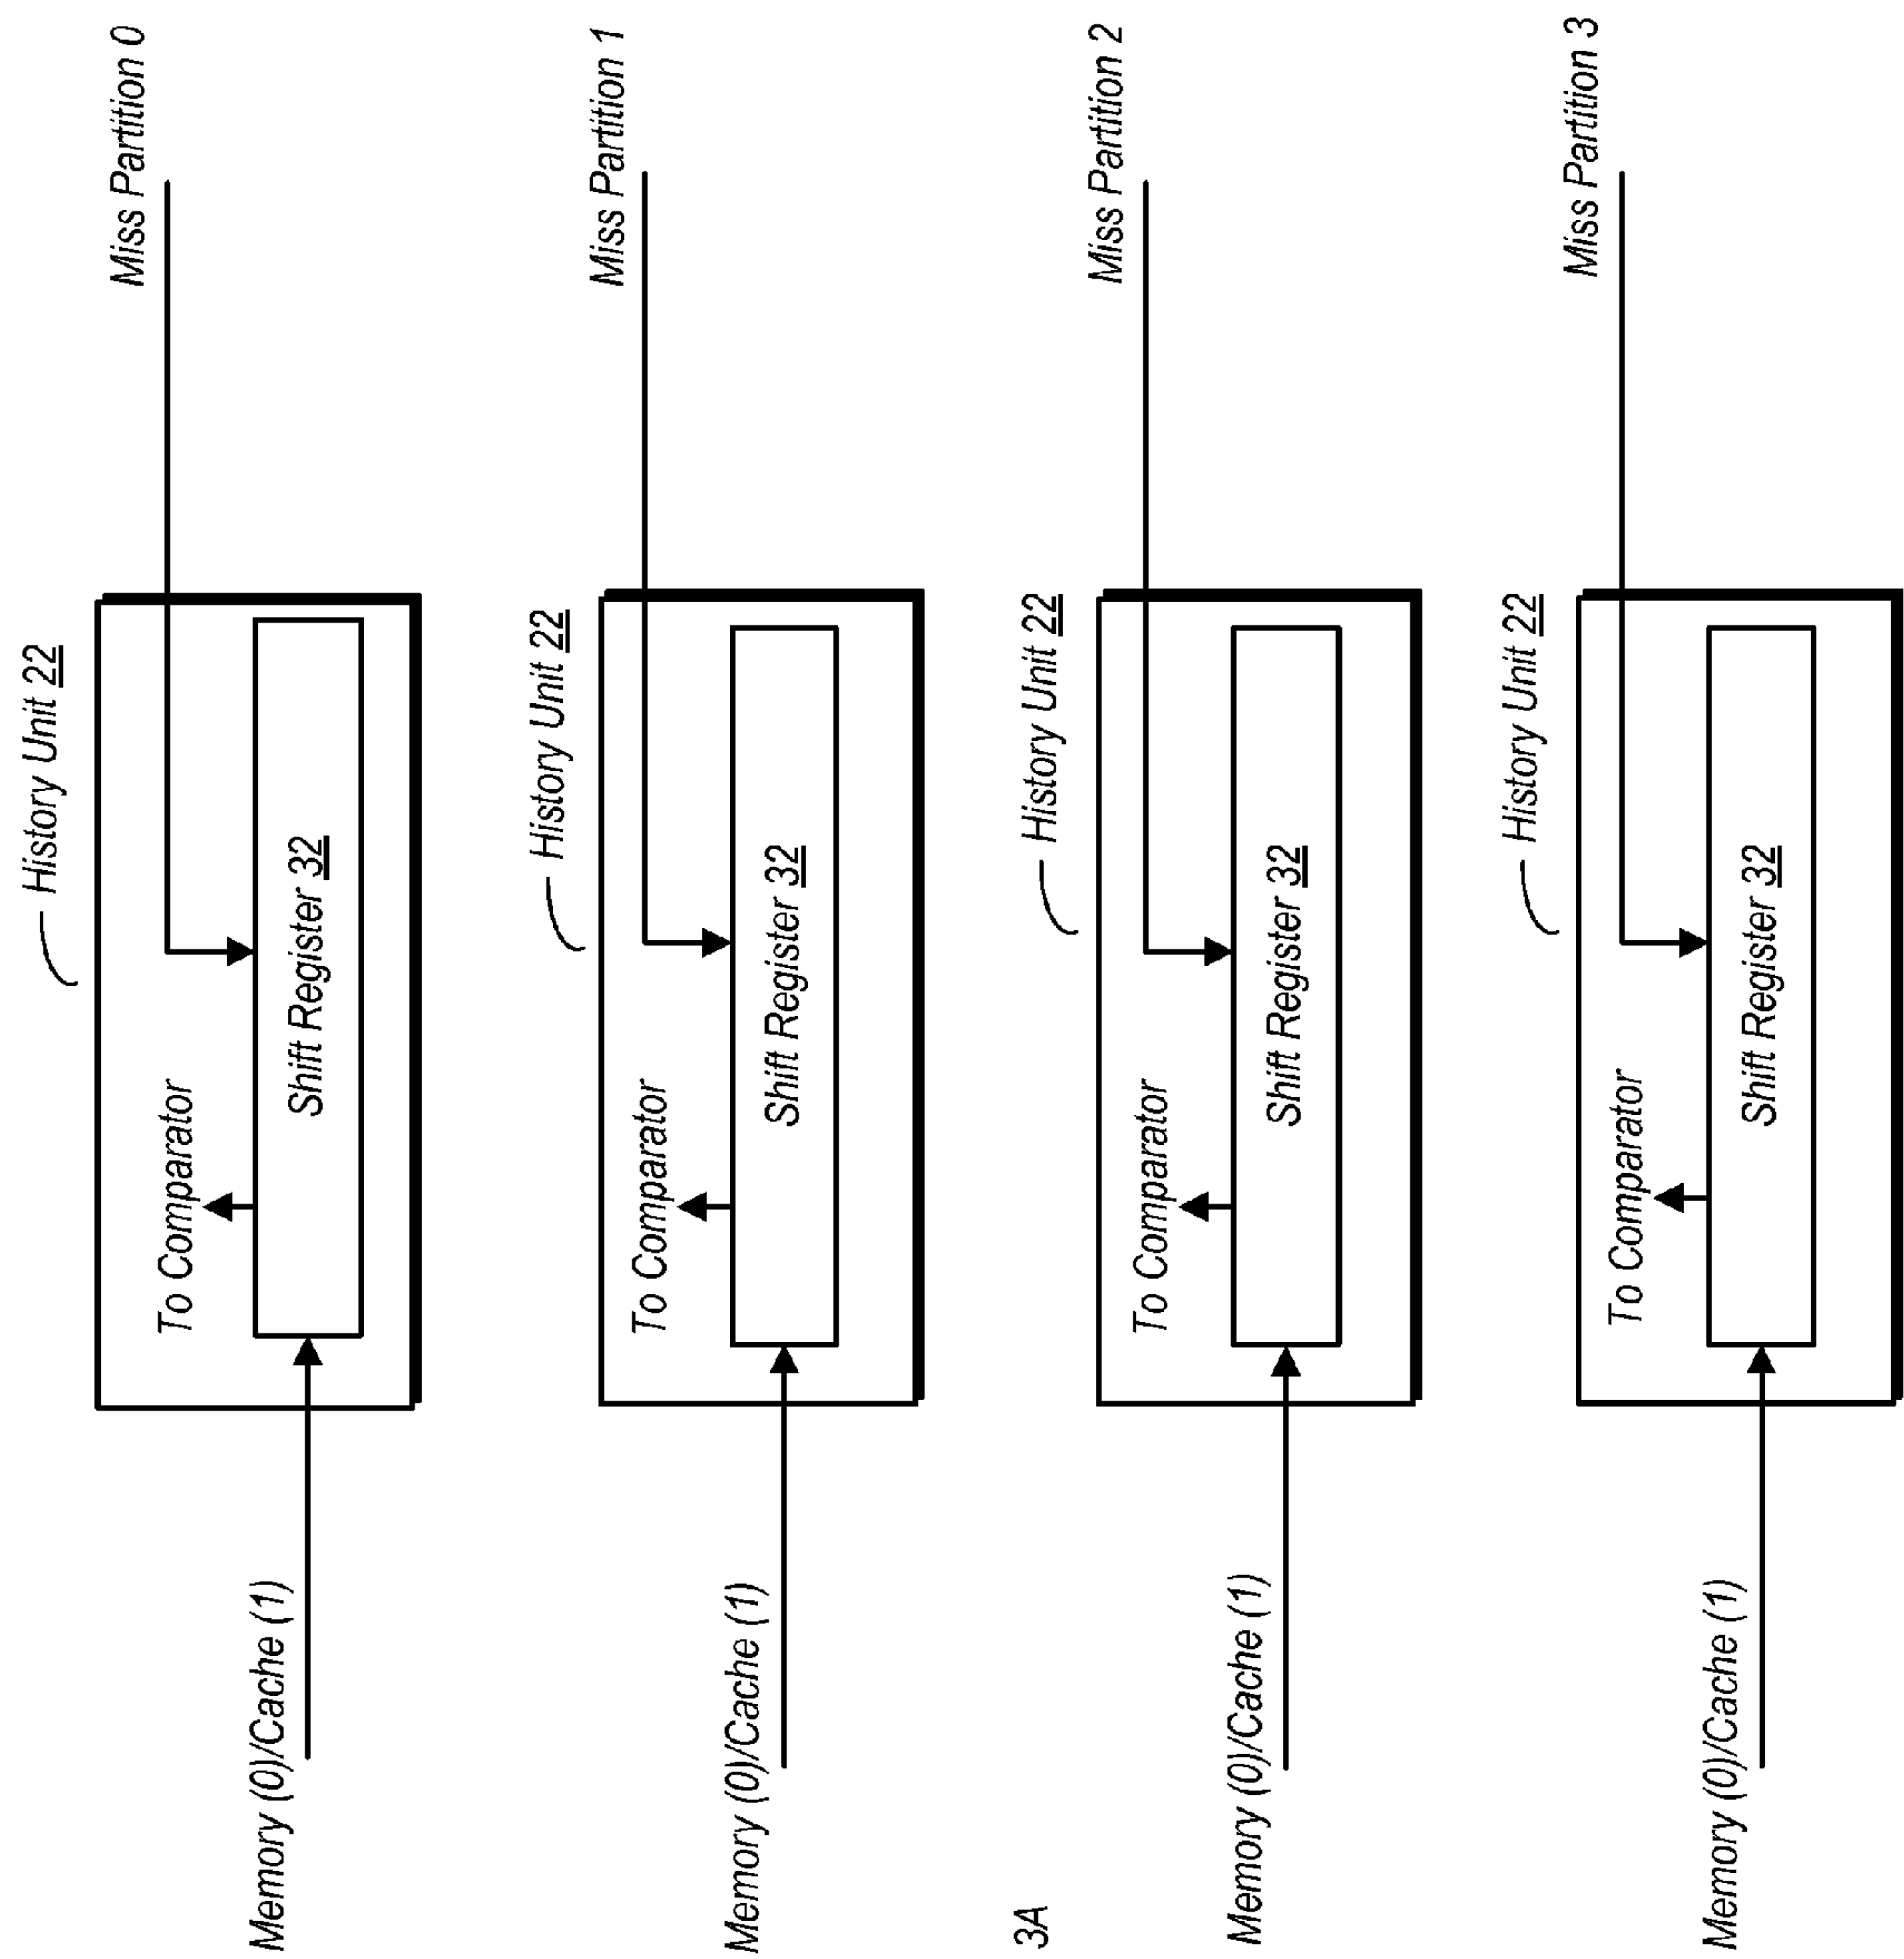 History Unit 22
Miss Partition 0
To Comparator
Shift Register 32
Memory (0)/Cache (1)
History Unit 22
Miss Partition 1
To Comparator
Shift Register 32
Memory (0)/Cache (1)
3A
History Unit 22
Miss Partition 2
To Comparator
Shift Register 32
Memory (0)/Cache (1)
History Unit 22
Miss Partition 3
To Comparator
Shift Register 32
Memory (0)/Cache (1)